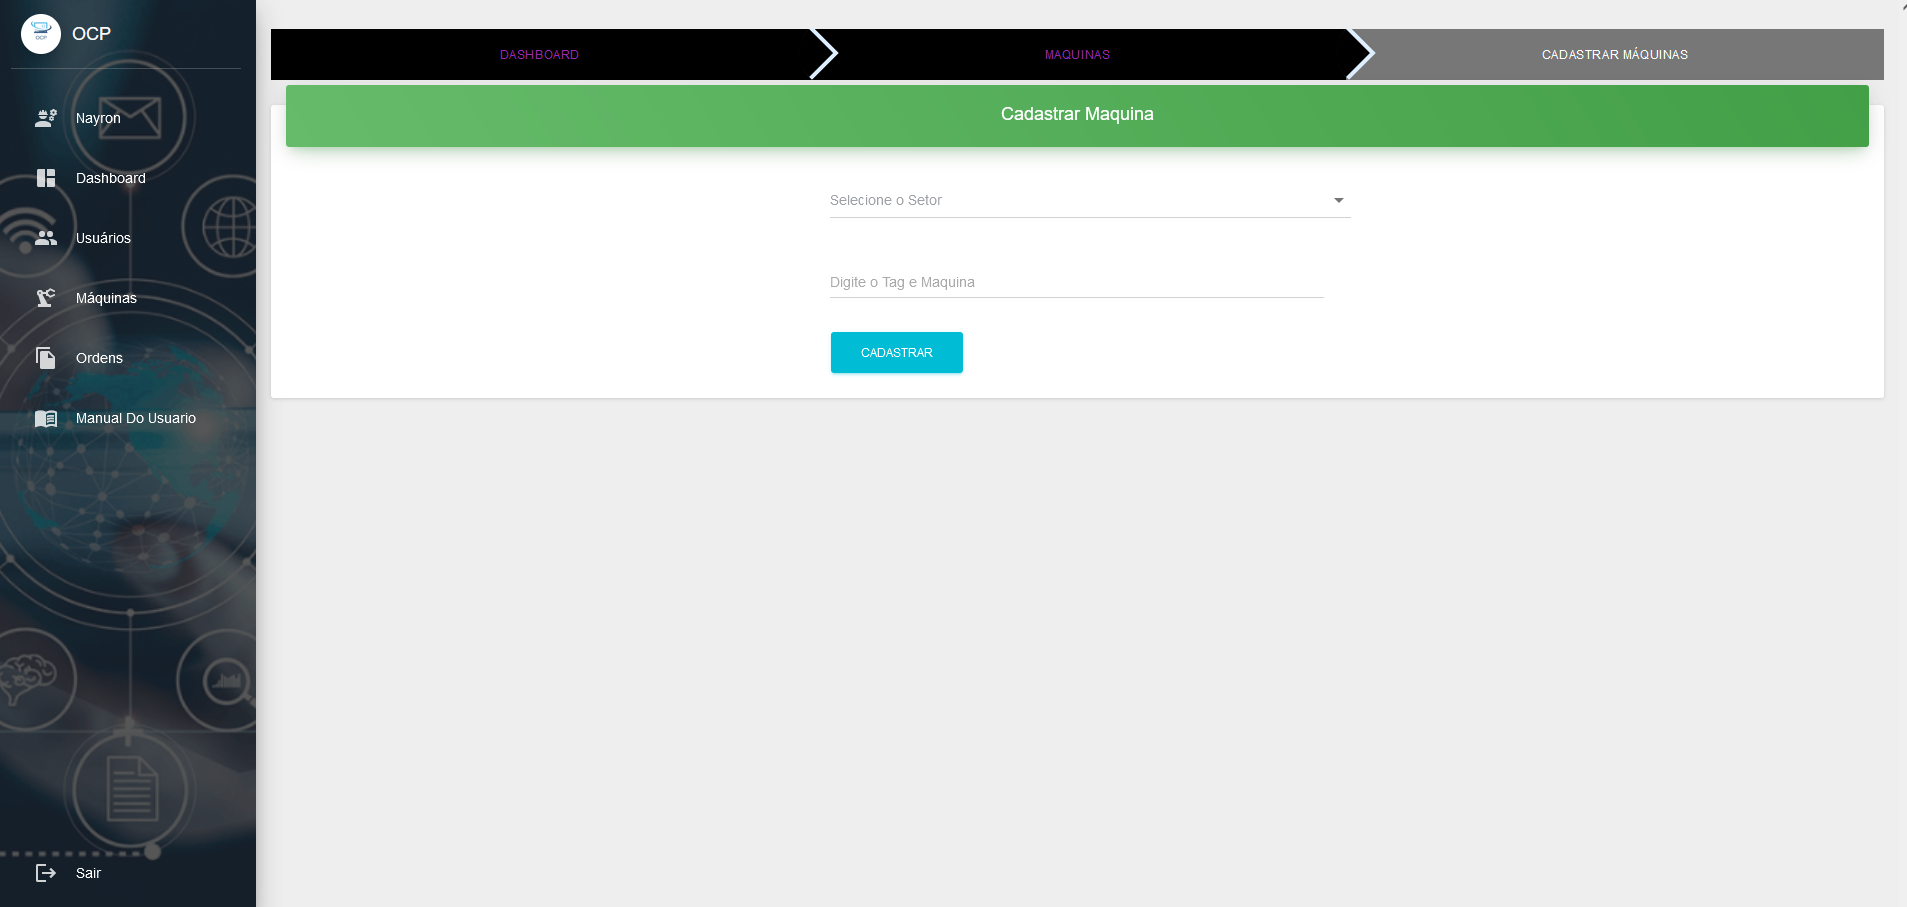 OCP
Nayron
Dashboard
Usuários
Máquinas
Ordens
Manual Do Usuario
Sair
DASHBOARD
MAQUINAS
CADASTRAR MÁQUINAS
Cadastrar Maquina
Selecione o Setor
Digite o Tag e Maquina
CADASTRAR